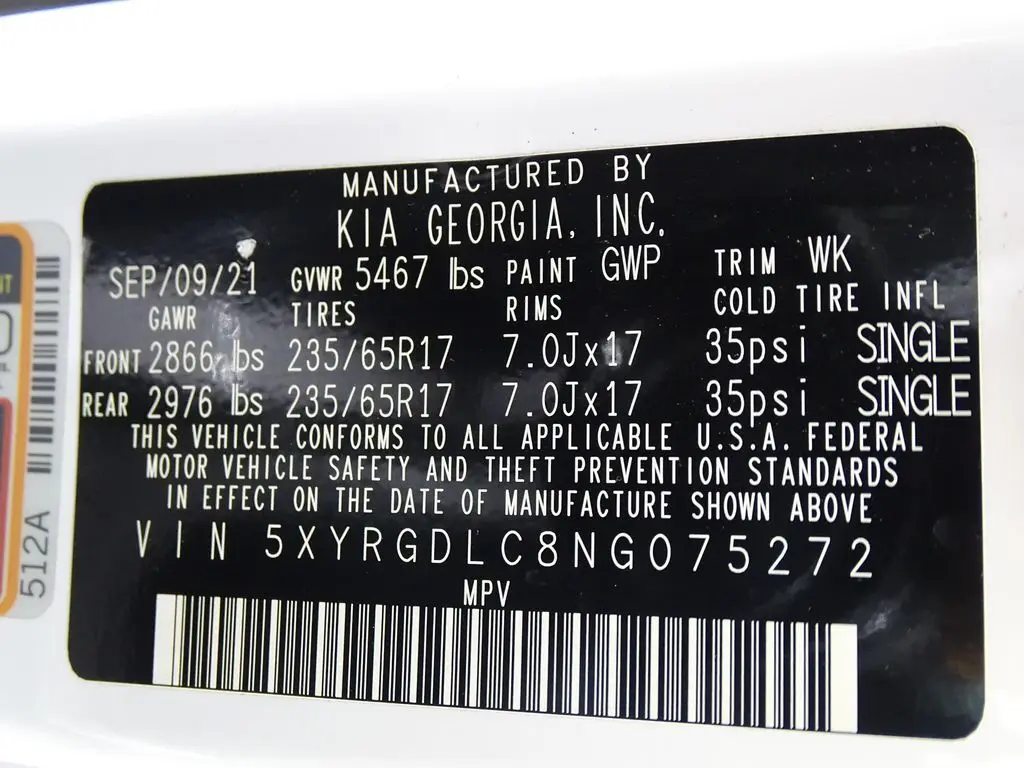 MANUFACTURED BY
KIA GEORGIA, INC.
SEP/09/21 GVWR 5467 lbs PAINT GWP TRIM WK
GAWR TIRES RIMS COLD TIRE INFL
FRONT 2866 lbs 235/65R17 7.0Jx17 35psi SINGLE
REAR 2976 lbs 235/65R17 7.0Jx17 35psi SINGLE
THIS VEHICLE CONFORMS TO ALL APPLICABLE U.S.A. FEDERAL
MOTOR VEHICLE SAFETY AND THEFT PREVENTION STANDARDS
IN EFFECT ON THE DATE OF MANUFACTURE SHOWN ABOVE
VIN 5XYRGDLC8NG075272
MPV
512A